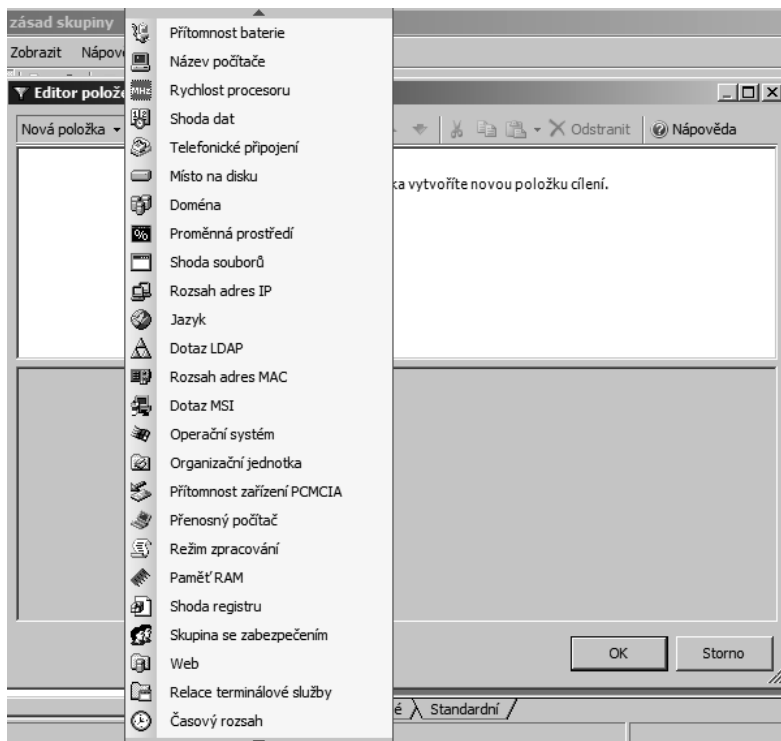 zásad skupiny
Zobrazit Nápov
Editor polože
Nová položka
Odstranit Nápověda
ka vytvoříte novou položku cílení.
Přítomnost baterie
Název počítače
MHz Rychlost procesoru
Shoda dat
Telefonické připojení
Místo na disku
Doména
% Proměnná prostředí
Shoda souborů
Rozsah adres IP
Jazyk
Dotaz LDAP
Rozsah adres MAC
Dotaz MSI
Operační systém
Organizační jednotka
Přítomnost zařízení PCMCIA
Přenosný počítač
Režim zpracování
Paměť RAM
Shoda registru
Skupina se zabezpečením
Web
Relace terminálové služby
Časový rozsah
OK Storno
é Standardní